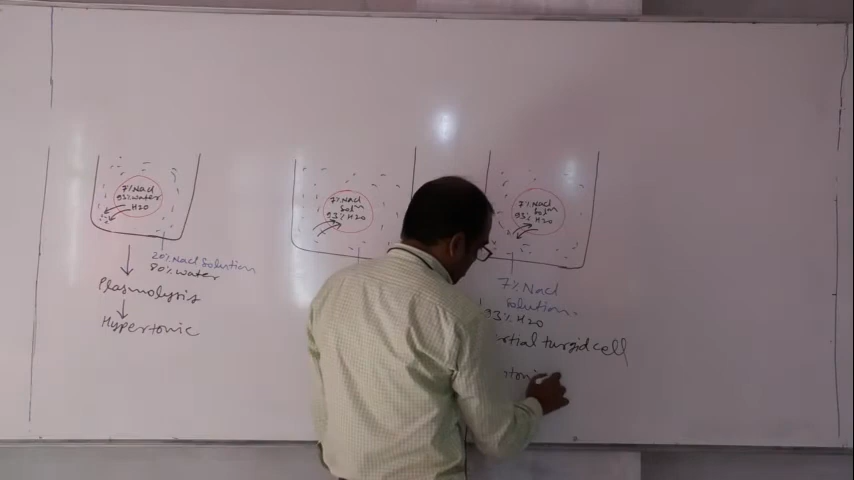 7% Nacl
93% water
H2O
20% Nacl Solution
80% water
Plasmolysis
Hypertonic
7% Nacl
Solⁿ
93% H2O
7% Nacl
Solⁿ
93% H2O
7% Nacl
Solution.
93% H2O
turgid cell